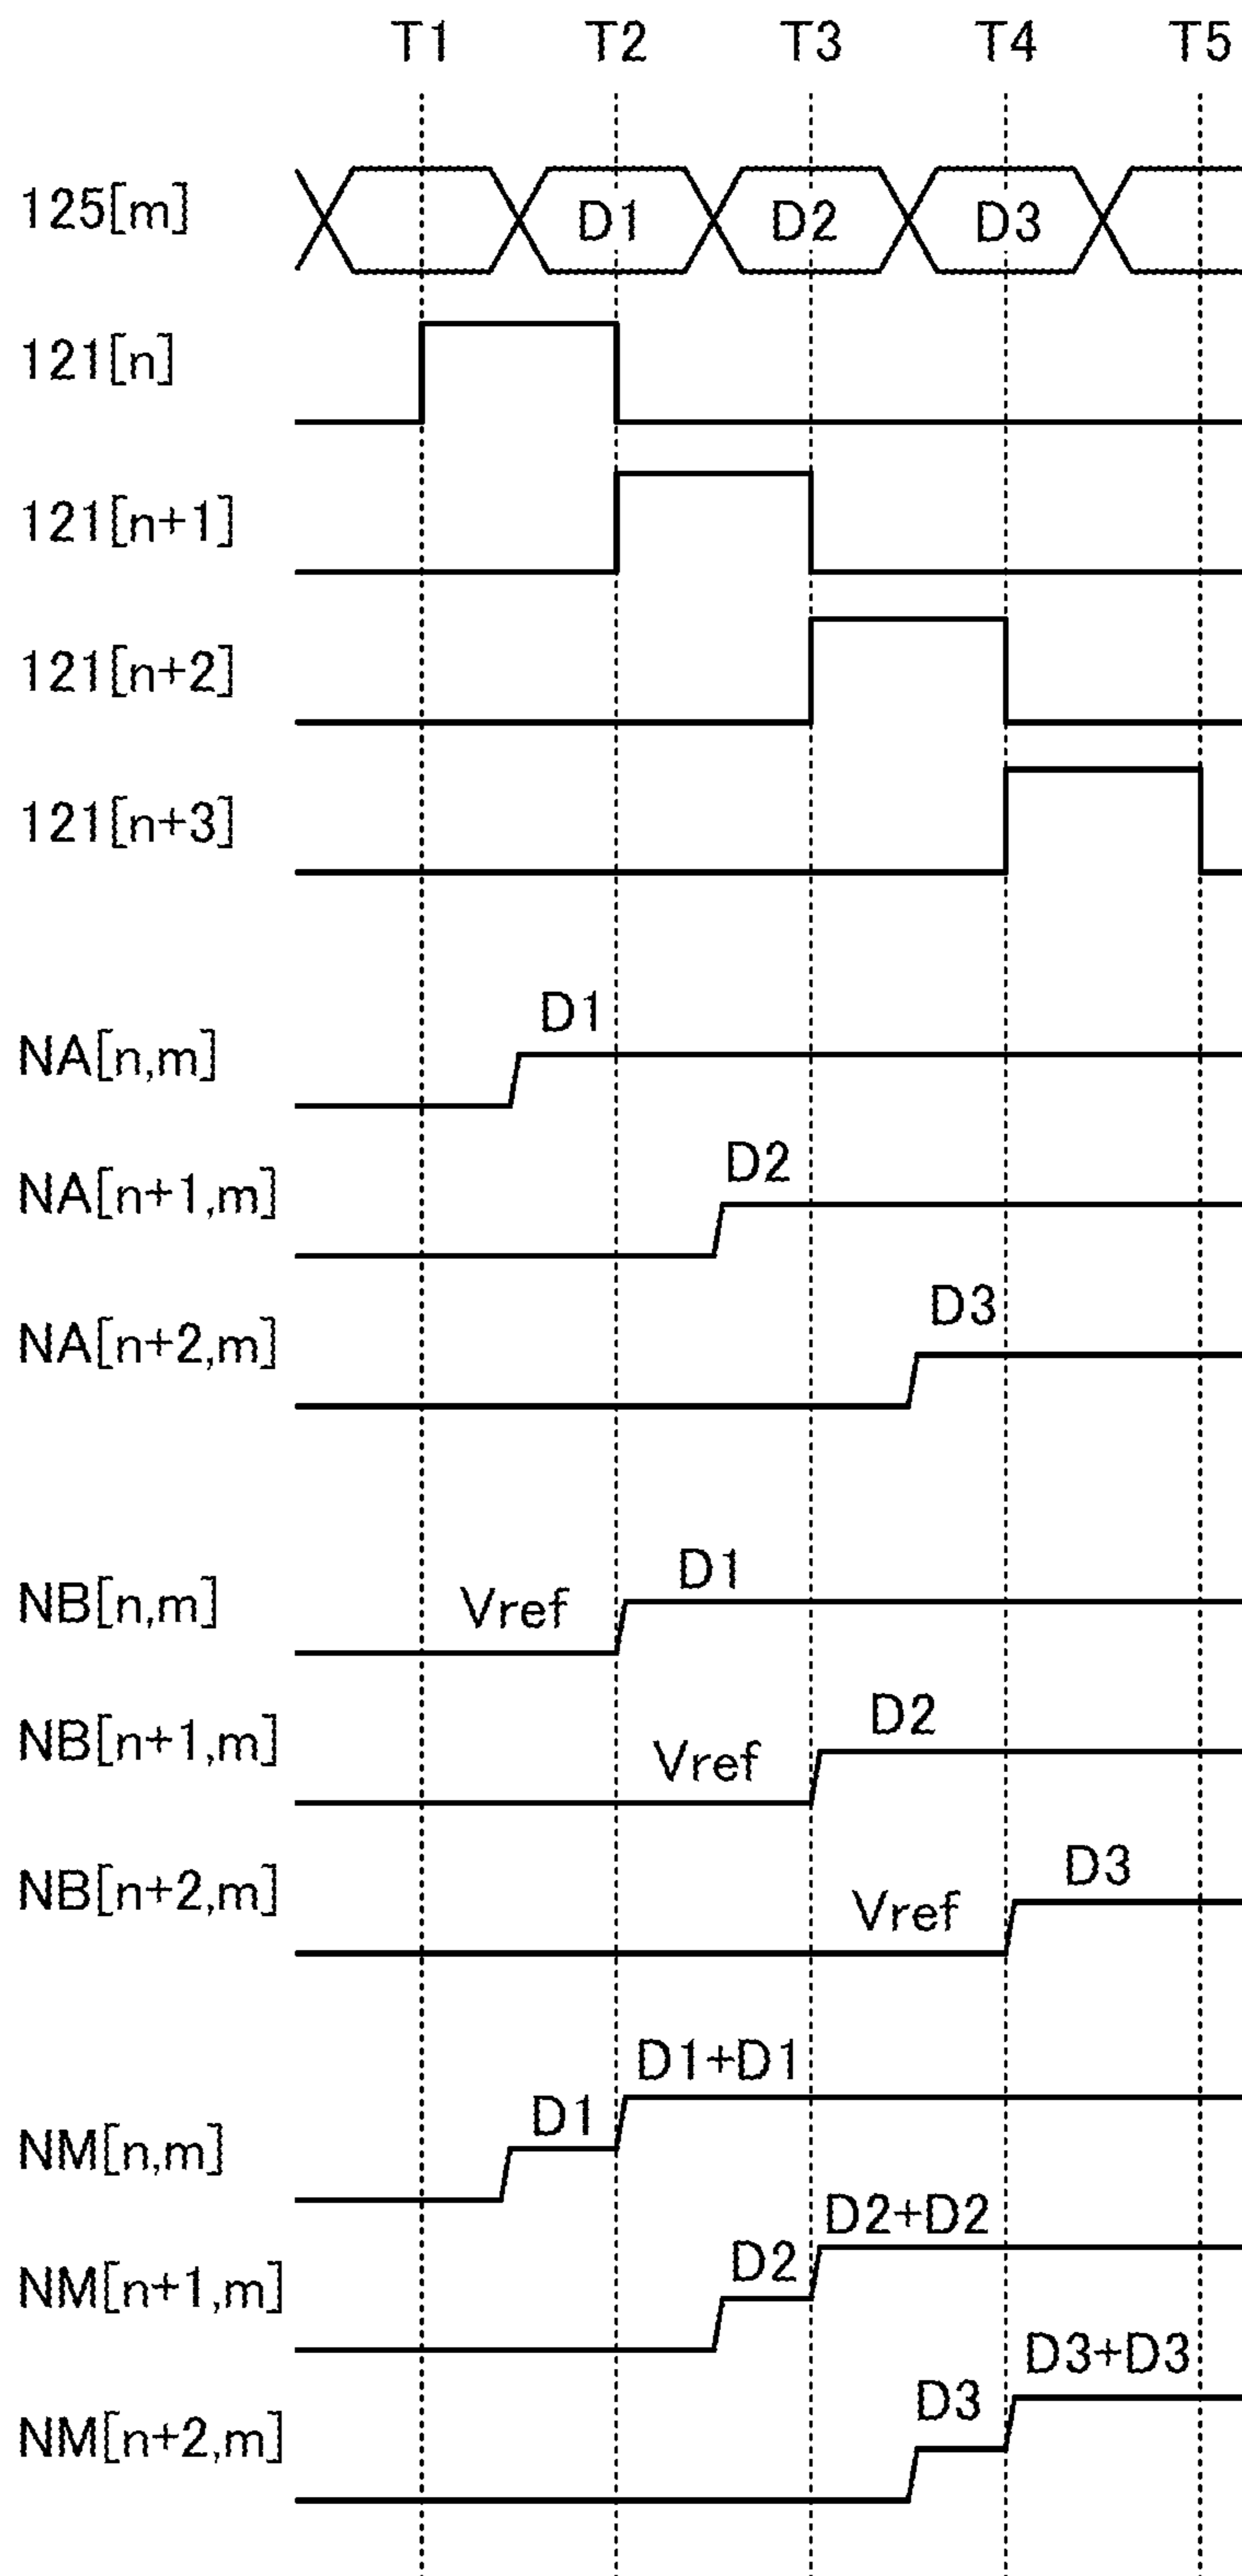 T1 T2 T3 T4 T5
125[m] D1 D2 D3
121[n]
121[n+1]
121[n+2]
121[n+3]
D1
NA[n,m]
D2
NA[n+1,m]
D3
NA[n+2,m]
D1
NB[n,m] Vref
D2
NB[n+1,m] Vref
D3
NB[n+2,m] Vref
D1+D1
D1
NM[n,m]
D2+D2
D2
NM[n+1,m]
D3+D3
D3
NM[n+2,m]